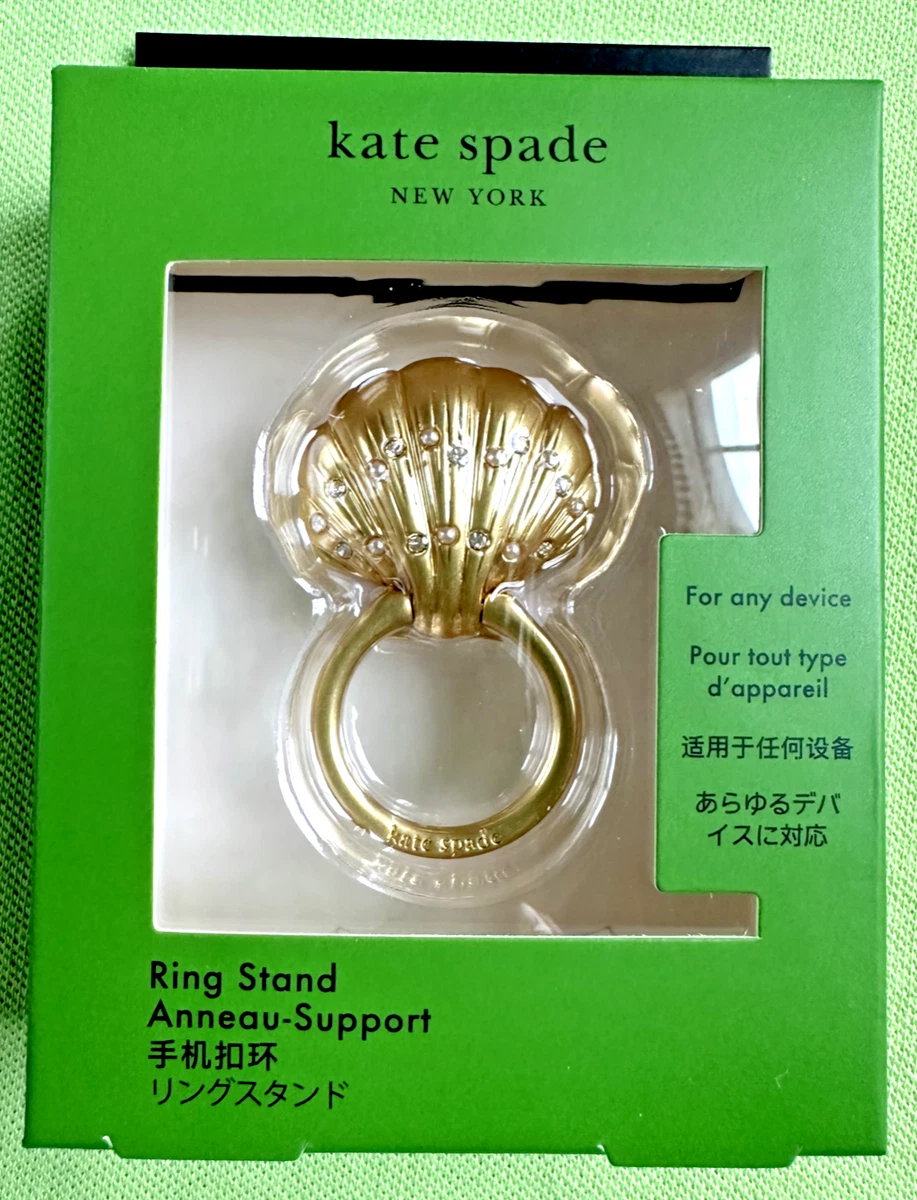 kate spade
NEW YORK
For any device
Pour tout type
d'appareil
适用于任何设备
あらゆるデバ
イスに対応
kate spade
Ring Stand
Anneau-Support
手机扣环
リングスタンド